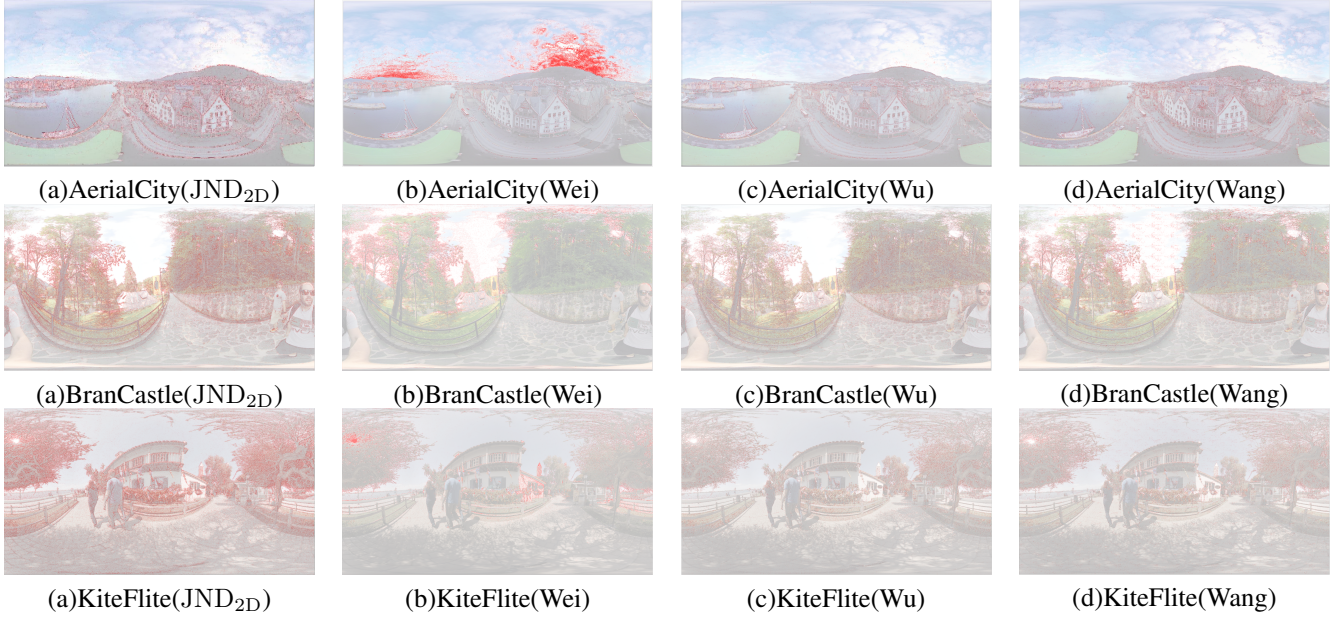 (a)AerialCity(JND2D) (b)AerialCity(Wei) (c)AerialCity(Wu) (d)AerialCity(Wang)
(a)BranCastle(JND2D) (b)BranCastle(Wei) (c)BranCastle(Wu) (d)BranCastle(Wang)
(a)KiteFlite(JND2D) (b)KiteFlite(Wei) (c)KiteFlite(Wu) (d)KiteFlite(Wang)